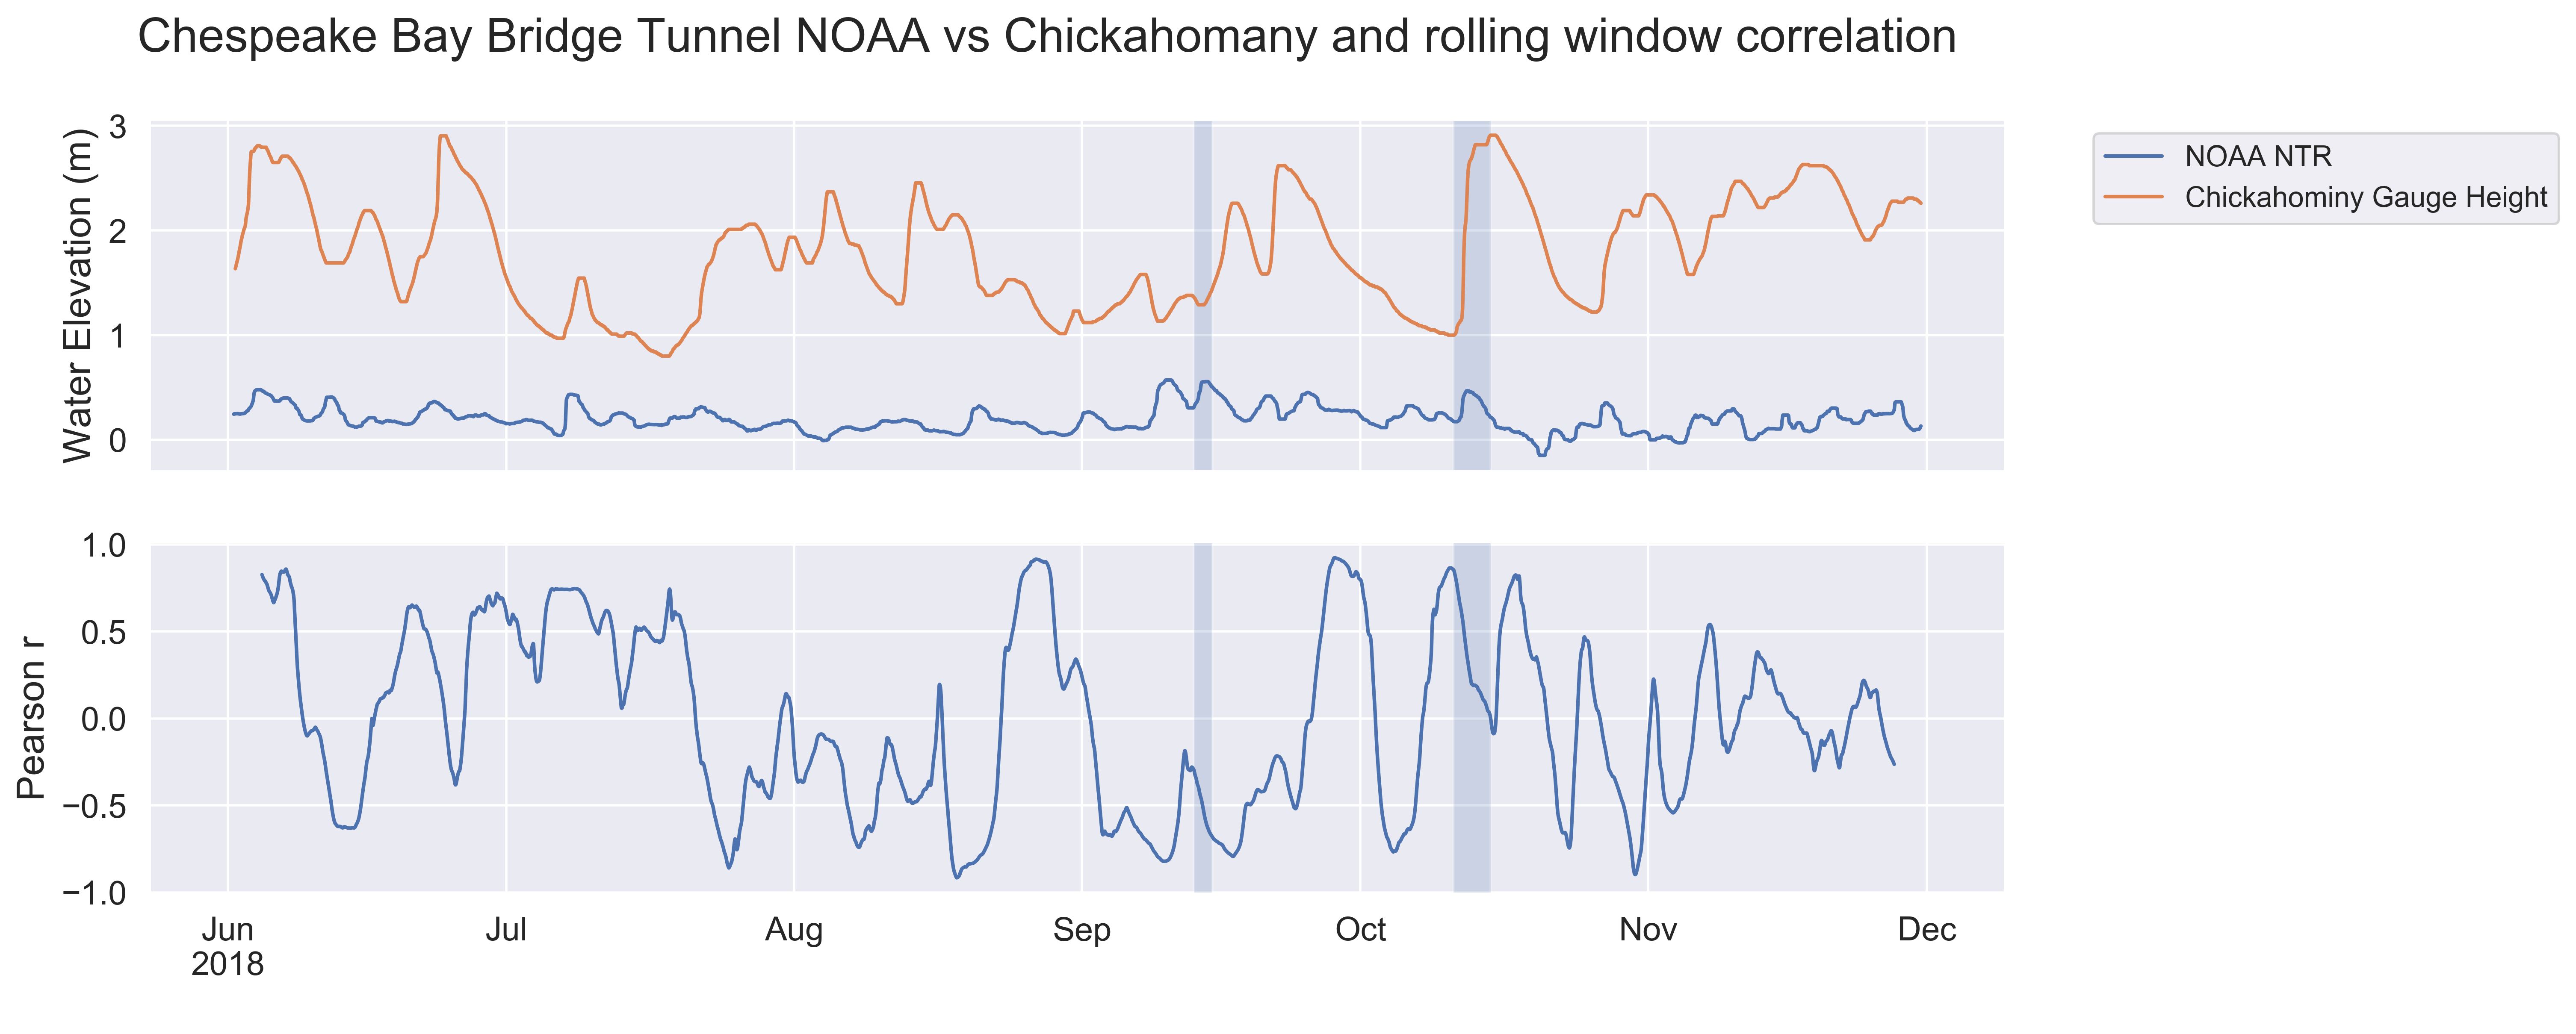 Chespeake Bay Bridge Tunnel NOAA vs Chickahomany and rolling window correlation
3
2
1
0
Water Elevation (m)
NOAA NTR
Chickahominy Gauge Height
1.0
0.5
0.0
−0.5
−1.0
Pearson r
Jun Jul Aug Sep Oct Nov Dec
2018